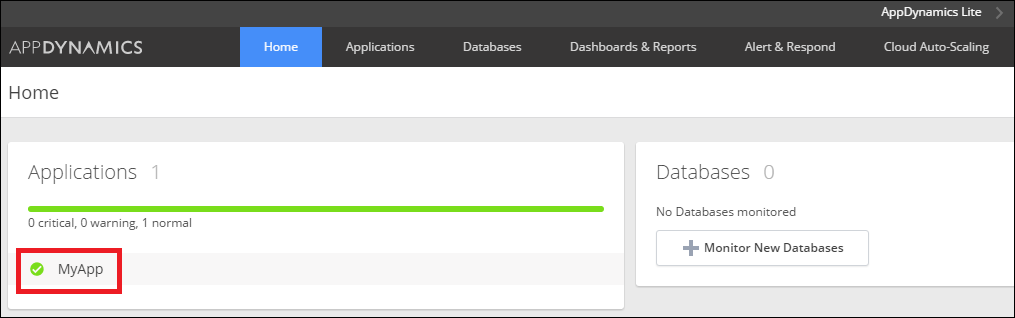 AppDynamics Lite
APPDYNAMICS Home Applications Databases Dashboards & Reports Alert & Respond Cloud Auto-Scaling
Home
Applications 1
0 critical, 0 warning, 1 normal
MyApp
Databases 0
No Databases monitored
Monitor New Databases